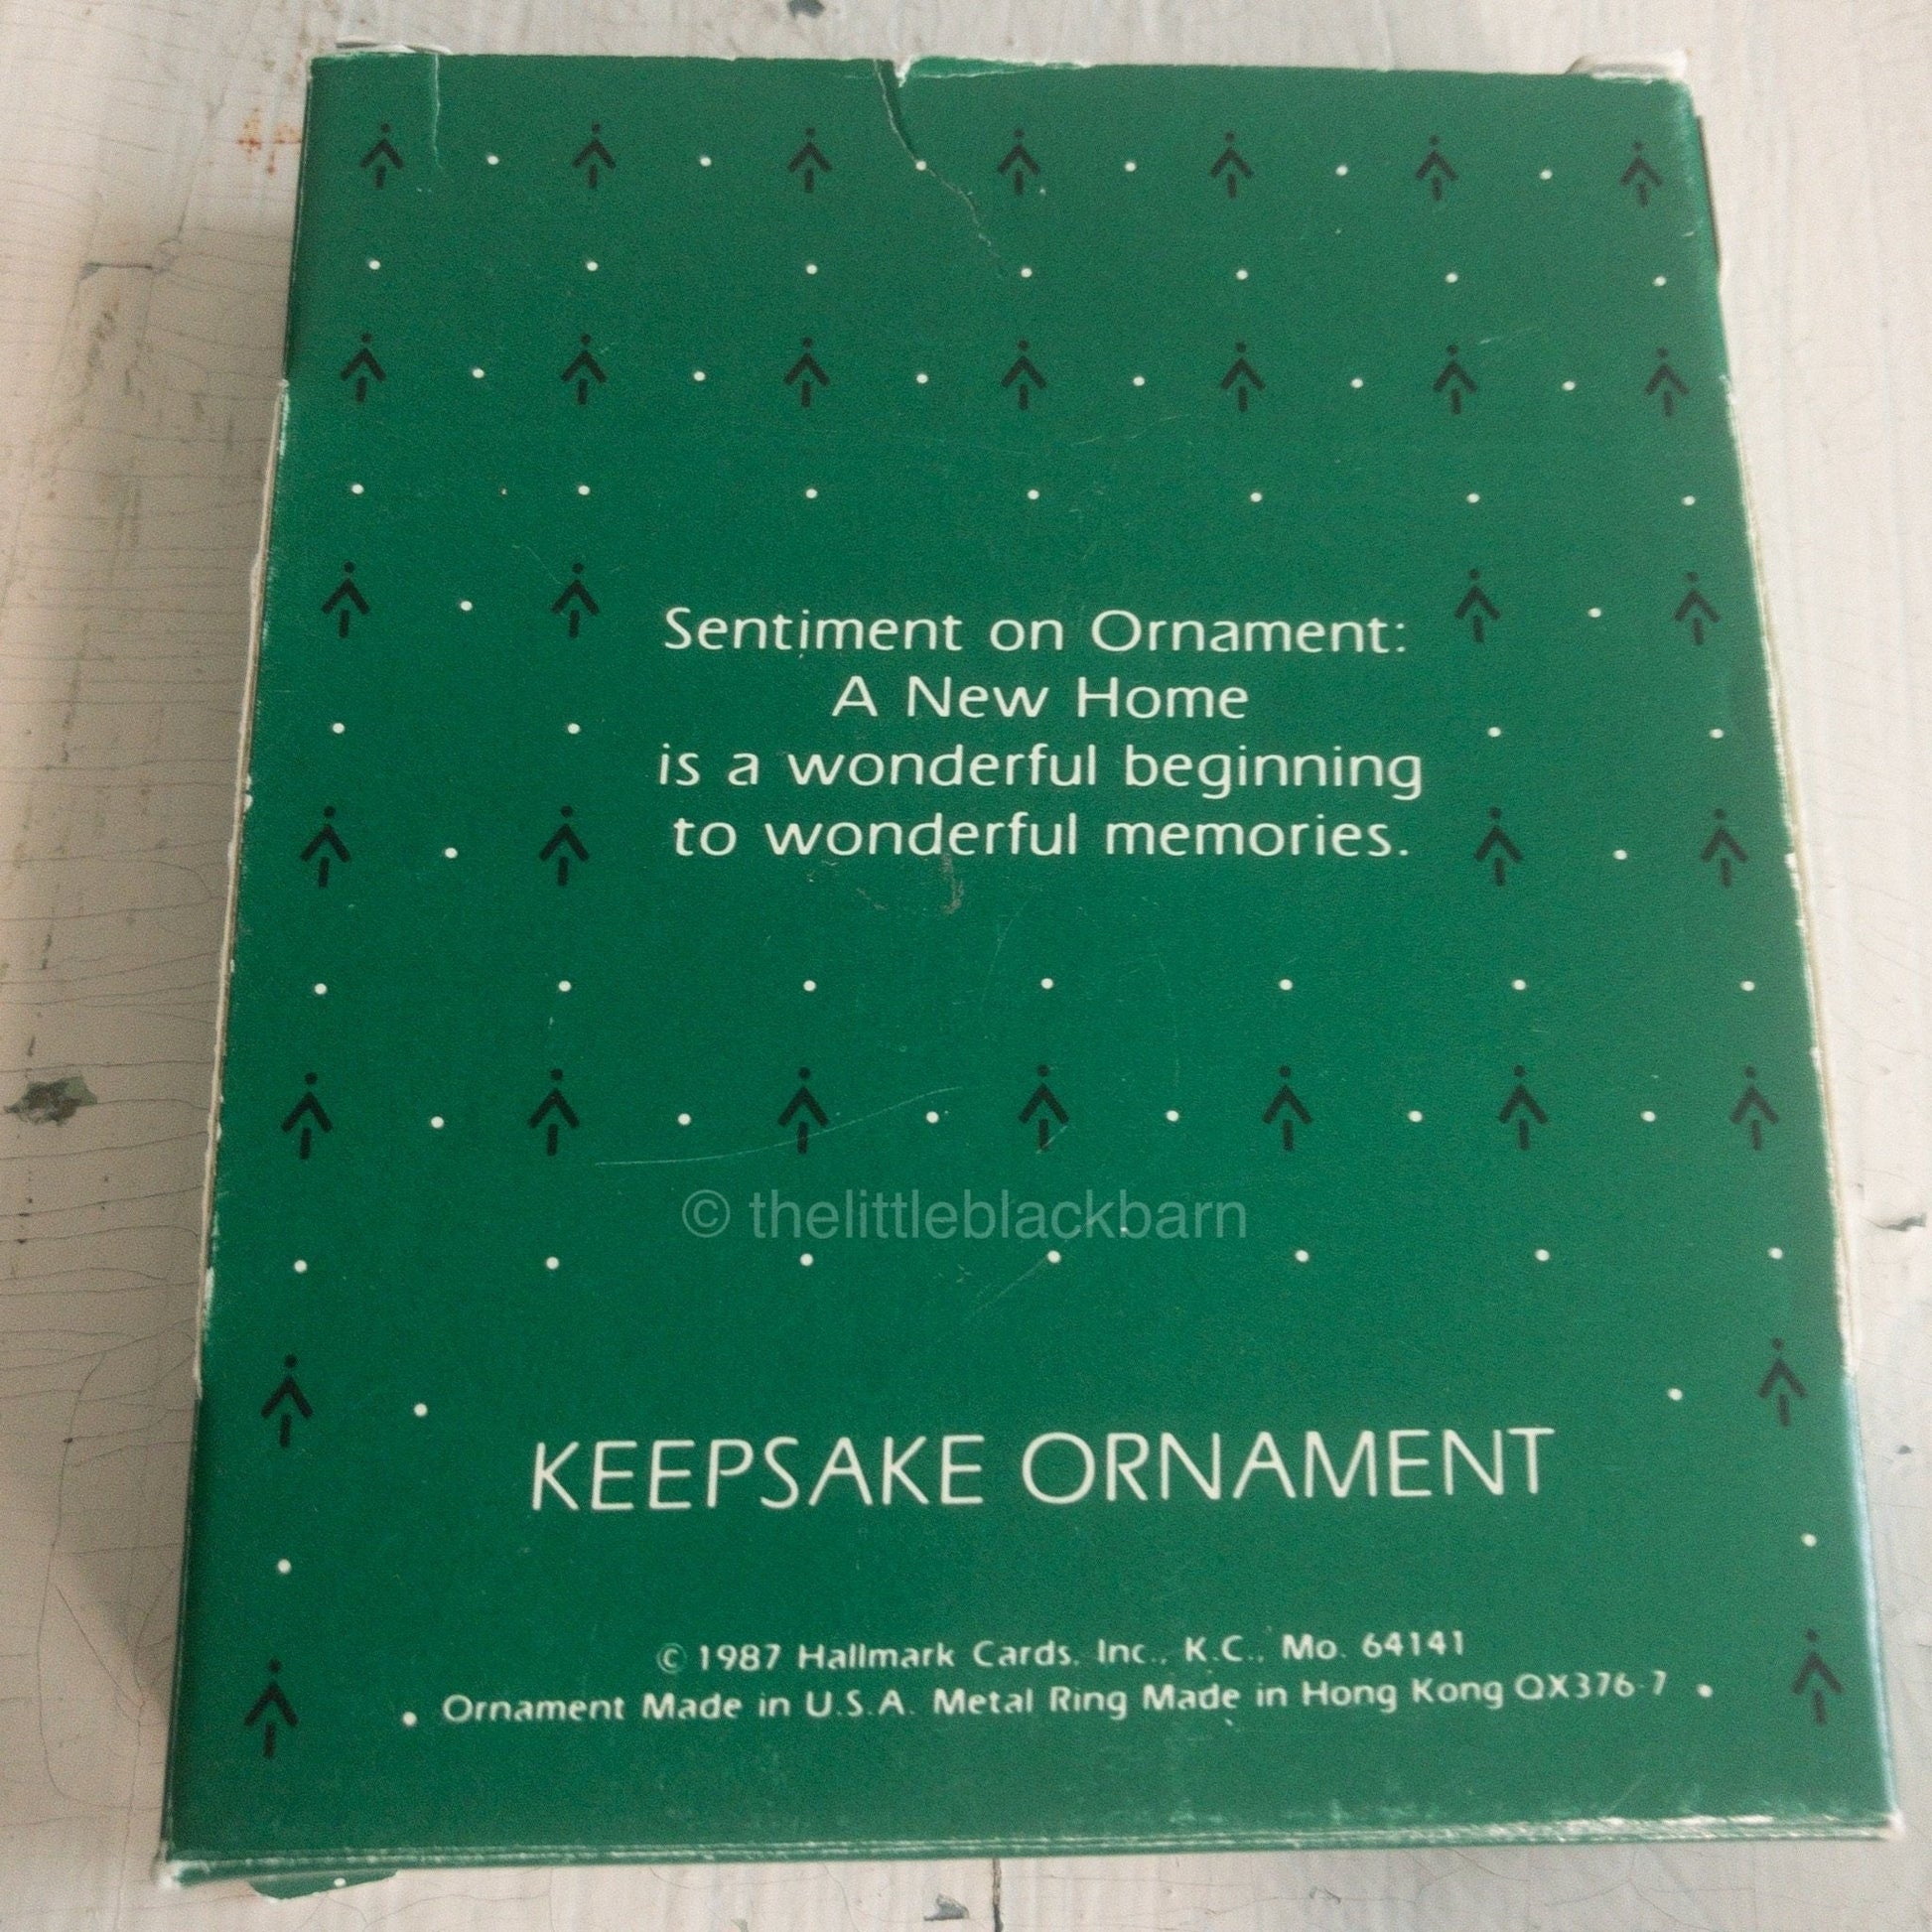 Sentiment on Ornament:
A New Home
is a wonderful beginning
to wonderful memories.
© thelittleblackbarn
KEEPSAKE ORNAMENT
© 1987 Hallmark Cards, Inc., K.C., Mo. 64141
Ornament Made in U.S.A. Metal Ring Made in Hong Kong QX376-7